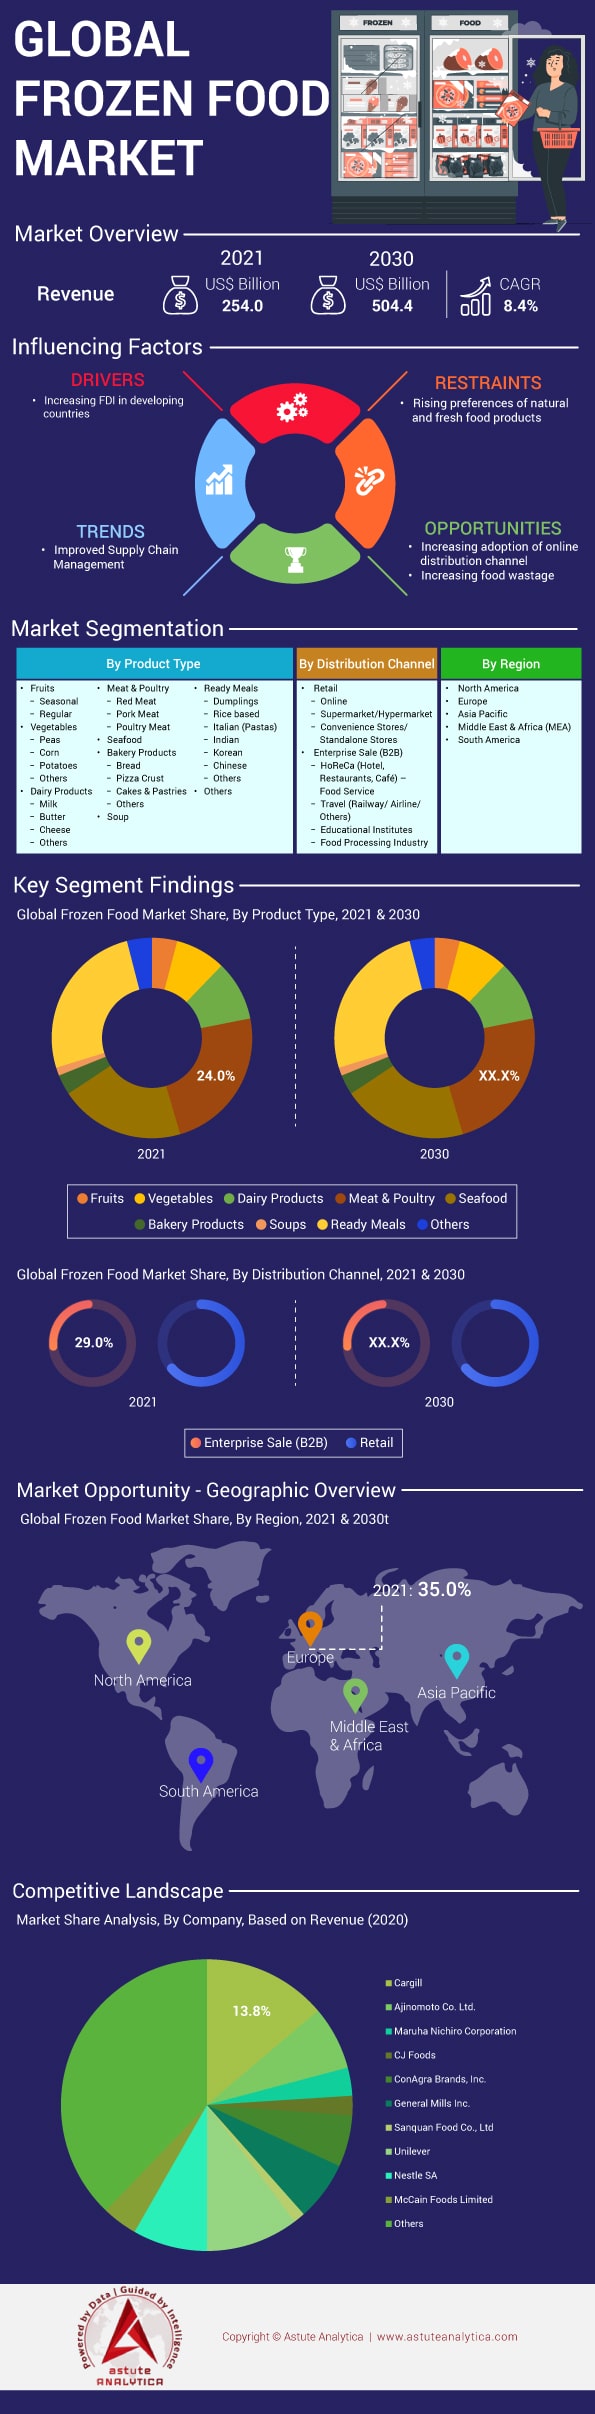 GLOBAL
FROZEN FOOD
MARKET
FROZEN
FOOD
Market Overview
2021
2030
Revenue
US$ Billion
254.0
US$ Billion
504.4
CAGR
8.4%
Influencing Factors
DRIVERS
• Increasing FDI in developing
countries
RESTRAINTS
• Rising preferences of natural
and fresh food products
TRENDS
• Improved Supply Chain
Management
OPPORTUNITIES
• Increasing adoption of online
distribution channel
• Increasing food wastage
Market Segmentation
By Product Type
• Fruits
– Seasonal
– Regular
• Vegetables
– Peas
– Corn
– Potatoes
– Others
• Dairy Products
– Milk
– Butter
– Cheese
– Others
• Meat & Poultry
– Red Meat
– Pork Meat
– Poultry Meat
• Seafood
• Bakery Products
– Bread
– Pizza Crust
– Cakes & Pastries
– Others
• Soup
• Ready Meals
– Dumplings
– Rice based
– Italian (Pastas)
– Indian
– Korean
– Chinese
– Others
• Others
By Distribution Channel
• Retail
– Online
– Supermarket/Hypermarket
– Convenience Stores/
Standalone Stores
• Enterprise Sale (B2B)
– HoReCa (Hotel,
Restaurants, Café) –
Food Service
– Travel (Railway/ Airline/
Others)
– Educational Institutes
– Food Processing Industry
By Region
• North America
• Europe
• Asia Pacific
• Middle East & Africa (MEA)
• South America
Key Segment Findings
Global Frozen Food Market Share, By Product Type, 2021 & 2030
24.0%
XX.X%
2021
2030
Fruits Vegetables Dairy Products Meat & Poultry Seafood
Bakery Products Soups Ready Meals Others
Global Frozen Food Market Share, By Distribution Channel, 2021 & 2030
29.0%
XX.X%
2021
2030
Enterprise Sale (B2B) Retail
Market Opportunity - Geographic Overview
Global Frozen Food Market Share, By Region, 2021 & 2030t
2021: 35.0%
Europe
North America
Asia Pacific
Middle East
& Africa
South America
Competitive Landscape
Market Share Analysis, By Company, Based on Revenue (2020)
13.8%
Cargill
Ajinomoto Co. Ltd.
Maruha Nichiro Corporation
CJ Foods
ConAgra Brands, Inc.
General Mills Inc.
Sanquan Food Co., Ltd
Unilever
Nestle SA
McCain Foods Limited
Others
Powered by Data | Guided by Intelligence
astute
ANALYTICA
Copyright © Astute Analytica | www.astuteanalytica.com